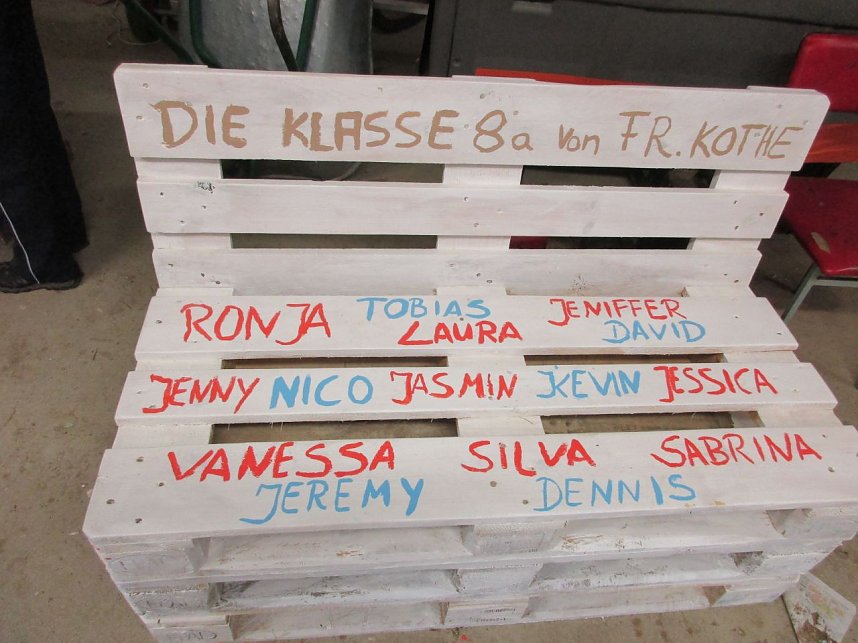 DIE KLASSE 8a von FR. KOTHE
RONJA TOBIAS JENIFFER
LAURA DAVID
JENNY NICO JASMIN KEVIN JESSICA
VANESSA SILVA SABRINA
JEREMY DENNIS